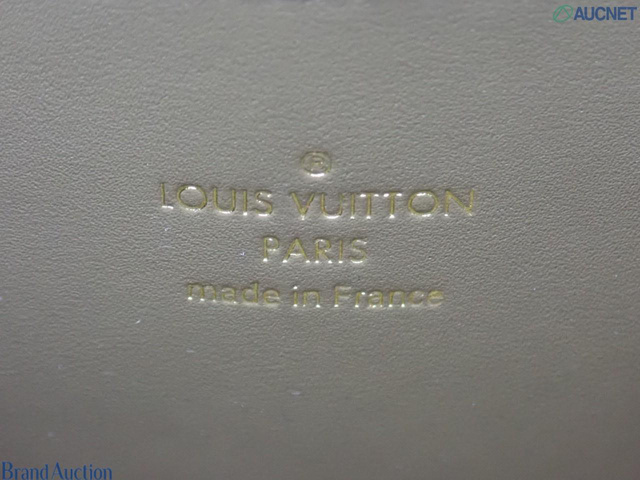 AUCNET
®
LOUIS VUITTON
PARIS
made in France
Brand Auction